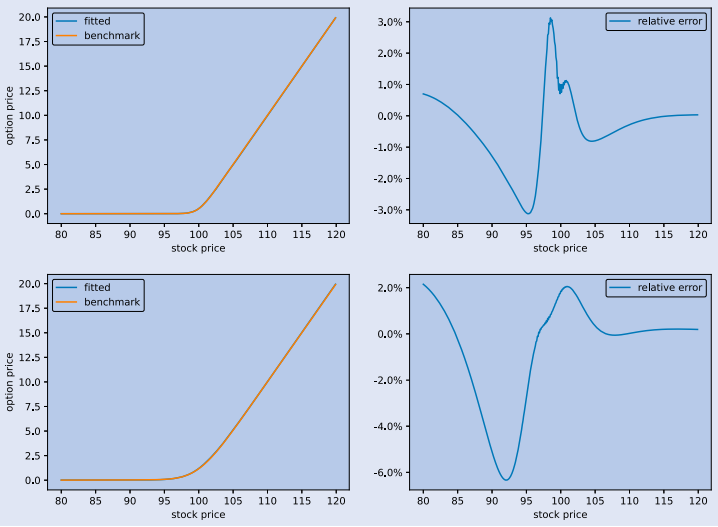 20.0
17.5
15.0
12.5
10.0
7.5
5.0
2.5
0.0
option price
fitted
benchmark
80 85 90 95 100 105 110 115 120
stock price
3.0%
2.0%
1.0%
0.0%
-1.0%
-2.0%
-3.0%
relative error
80 85 90 95 100 105 110 115 120
stock price
20.0
17.5
15.0
12.5
10.0
7.5
5.0
2.5
0.0
option price
fitted
benchmark
80 85 90 95 100 105 110 115 120
stock price
2.0%
0.0%
-2.0%
-4.0%
-6.0%
relative error
80 85 90 95 100 105 110 115 120
stock price